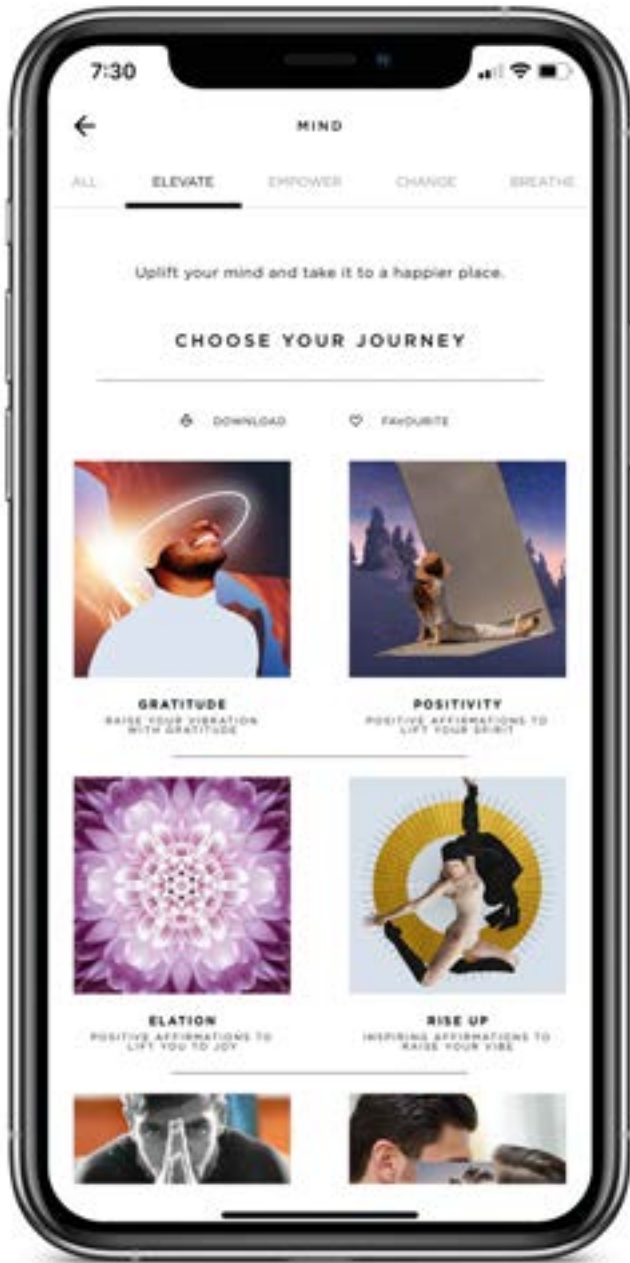 7:30
MIND
ALL ELEVATE EMPOWER CHANGE BREATHE
Uplift your mind and take it to a happier place.
CHOOSE YOUR JOURNEY
DOWNLOAD FAVOURITE
GRATITUDE
RAISE YOUR VIBRATION
WITH GRATITUDE
POSITIVITY
POSITIVE AFFIRMATIONS TO
LIFT YOUR SPIRIT
ELATION
POSITIVE AFFIRMATIONS TO
LIFT YOU TO JOY
RISE UP
INSPIRING AFFIRMATIONS TO
RAISE YOUR VIBE